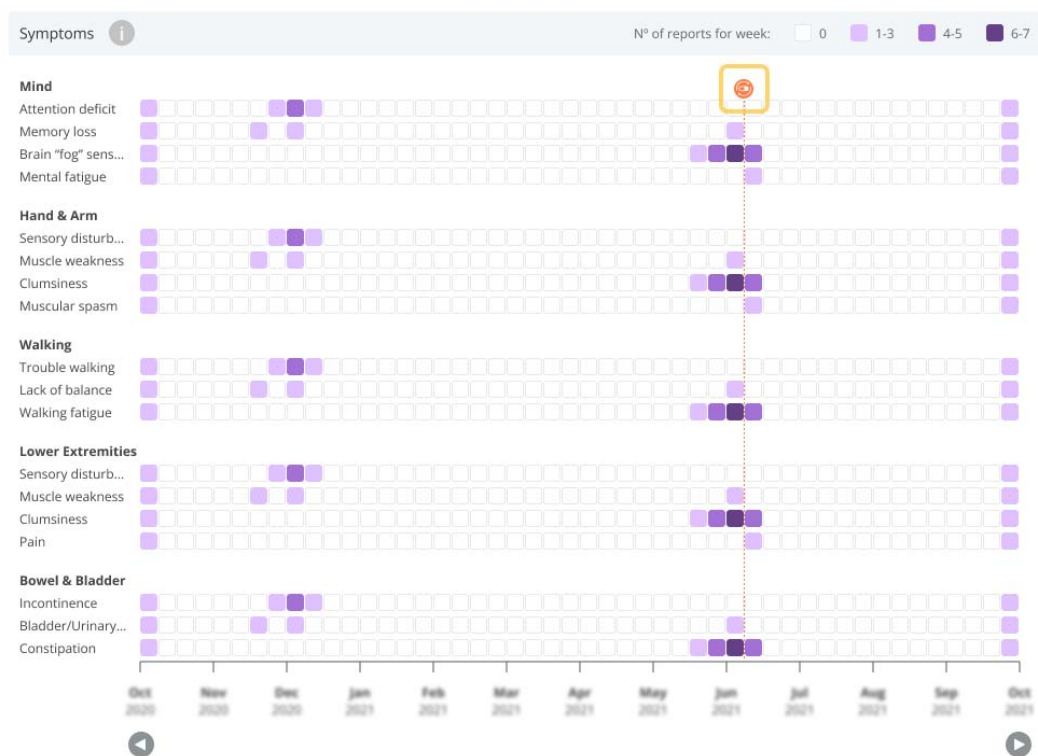 Symptoms i Nº of reports for week: 0 1-3 4-5 6-7
Mind
Attention deficit
Memory loss
Brain “fog” sens...
Mental fatigue
Hand & Arm
Sensory disturb...
Muscle weakness
Clumsiness
Muscular spasm
Walking
Trouble walking
Lack of balance
Walking fatigue
Lower Extremities
Sensory disturb...
Muscle weakness
Clumsiness
Pain
Bowel & Bladder
Incontinence
Bladder/Urinary...
Constipation
Oct Nov Dec Jan Feb Mar Apr May Jun Jul Aug Sep Oct
2020 2020 2020 2021 2021 2021 2021 2021 2021 2021 2021 2021 2021